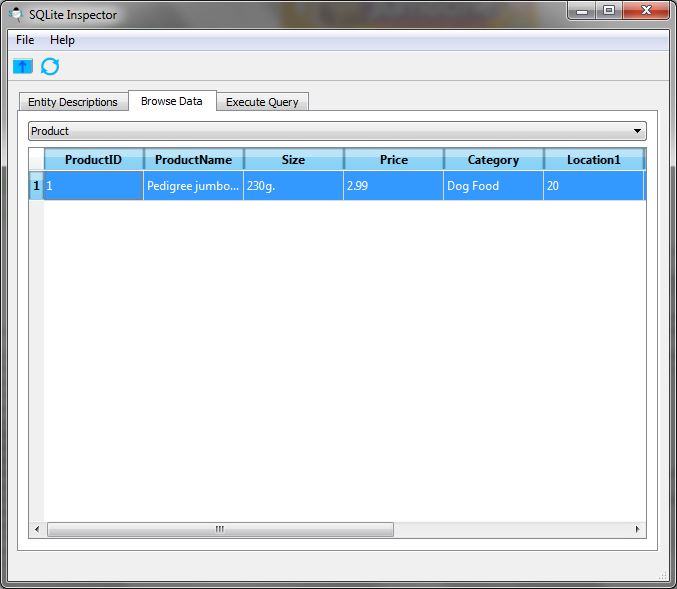 SQLite Inspector
File Help
Entity Descriptions Browse Data Execute Query
Product
ProductID ProductName Size Price Category Location1
1 1 Pedigree jumbo... 230g. 2.99 Dog Food 20